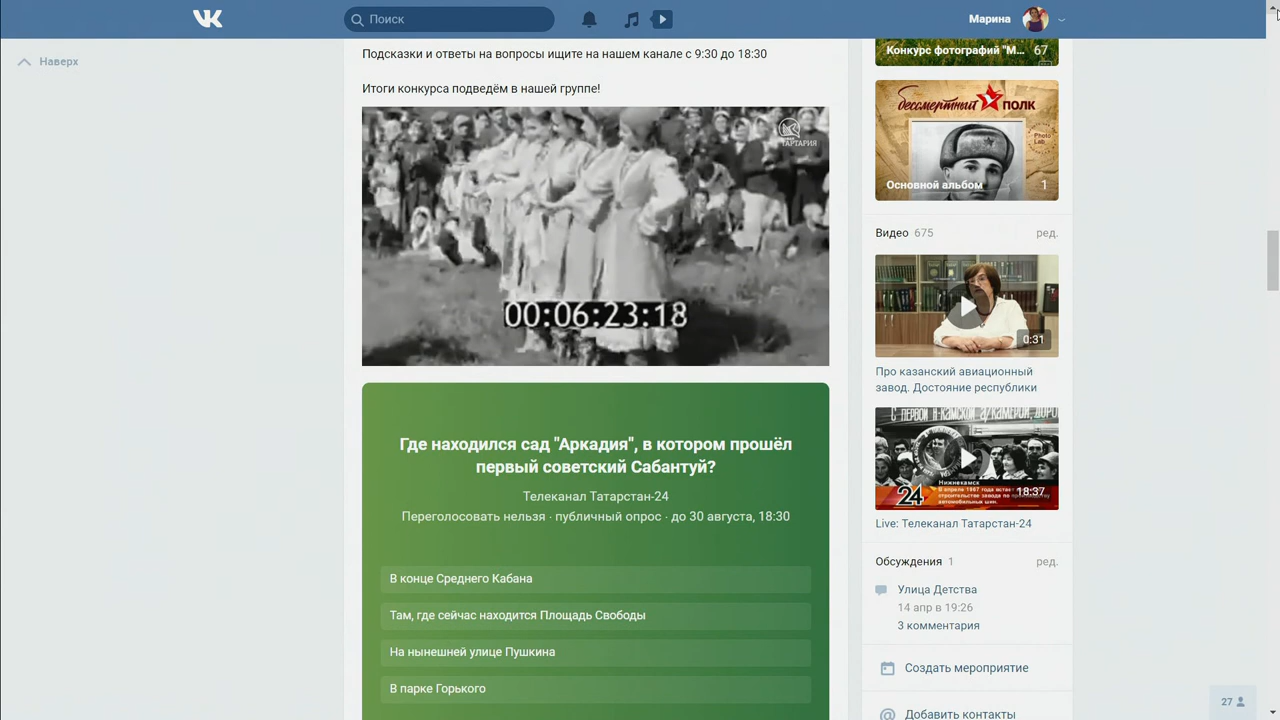 Поиск
Марина
Наверх
Подсказки и ответы на вопросы ищите на нашем канале с 9:30 до 18:30
Итоги конкурса подведём в нашей группе!
ТАРТАРИЯ
00:06:23:18
Где находился сад "Аркадия", в котором прошёл
первый советский Сабантуй?
Телеканал Татарстан-24
Переголосовать нельзя · публичный опрос · до 30 августа, 18:30
В конце Среднего Кабана
Там, где сейчас находится Площадь Свободы
На нынешней улице Пушкина
В парке Горького
Конкурс фотографий "М... 67
бессмертный полк
Photo
Lab
Основной альбом 1
Видео 675 ред.
0:31
Про казанский авиационный
завод. Достояние республики
С ПЕРВОЙ
24
Нижнекамск
18:37
Live: Телеканал Татарстан-24
Обсуждения 1 ред.
Улица Детства
14 апр в 19:26
3 комментария
Создать мероприятие
Добавить контакты
27